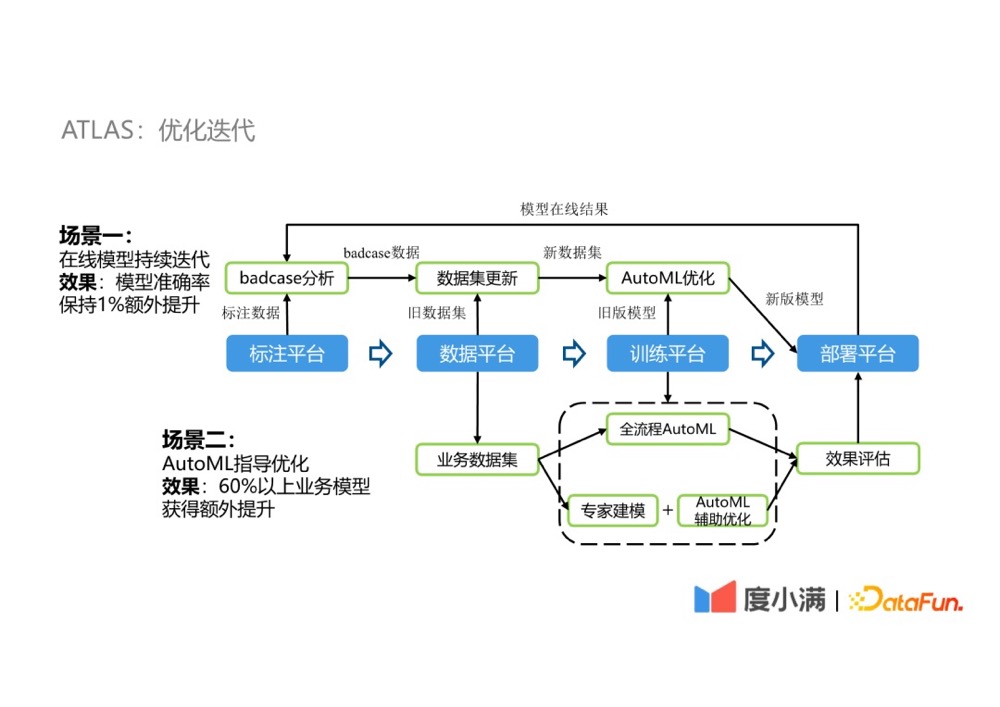 ATLAS：优化迭代
模型在线结果
场景一：
在线模型持续迭代
效果：模型准确率
保持1%额外提升
badcase分析
badcase数据
数据集更新
新数据集
AutoML优化
新版模型
标注数据
旧数据集
旧版模型
标注平台
数据平台
训练平台
部署平台
场景二：
AutoML指导优化
效果：60%以上业务模型
获得额外提升
业务数据集
全流程AutoML
效果评估
专家建模
+
AutoML
辅助优化
度小满 | DataFun.